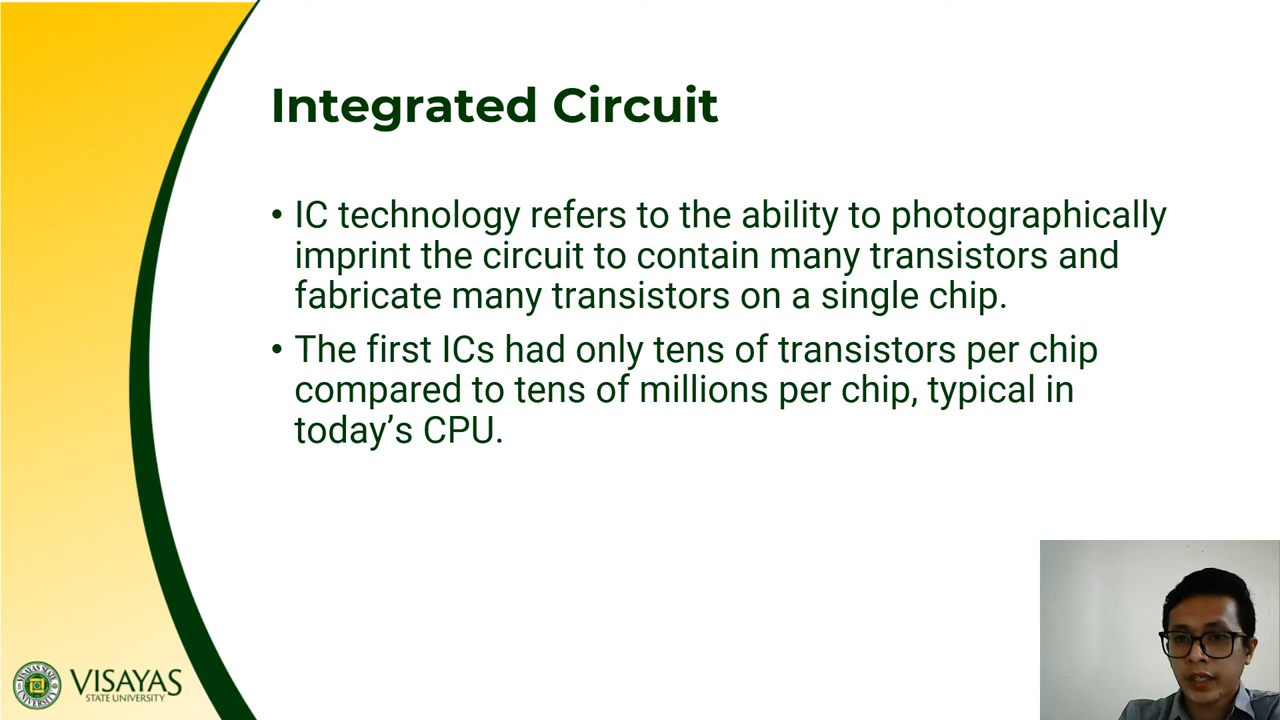 Integrated Circuit
• IC technology refers to the ability to photographically
imprint the circuit to contain many transistors and
fabricate many transistors on a single chip.
• The first ICs had only tens of transistors per chip
compared to tens of millions per chip, typical in
today’s CPU.
VISAYAS
STATE UNIVERSITY